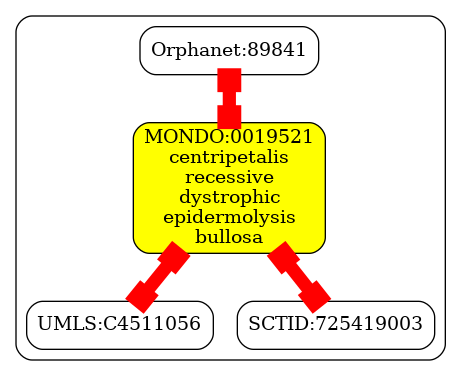 Orphanet:89841
MONDO:0019521
centripetalis
recessive
dystrophic
epidermolysis
bullosa
UMLS:C4511056
SCTID:725419003